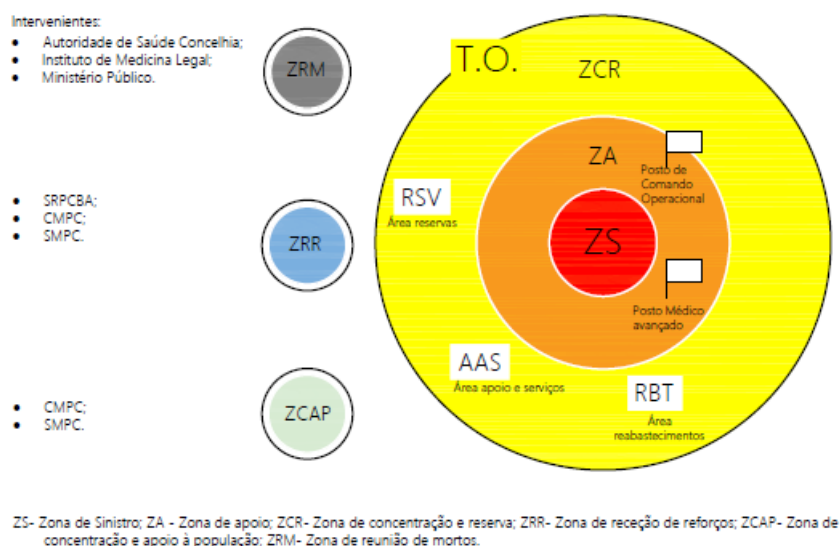 Intervenientes:
• Autoridade de Saúde Concelhia;
• Instituto de Medicina Legal;
• Ministério Público.
ZRM
T.O.
ZCR
ZA
Posto de
Comando
Operacional
RSV
Área reservas
• SRPCBA;
• CMPC;
• SMPC.
ZRR
ZS
Posto Médico
avançado
AAS
Área apoio e serviços
RBT
Área
reabastecimentos
• CMPC;
• SMPC.
ZCAP
ZS- Zona de Sinistro; ZA - Zona de apoio; ZCR- Zona de concentração e reserva; ZRR- Zona de receção de reforços; ZCAP- Zona de
concentração e apoio à população; ZRM- Zona de reunião de mortos.